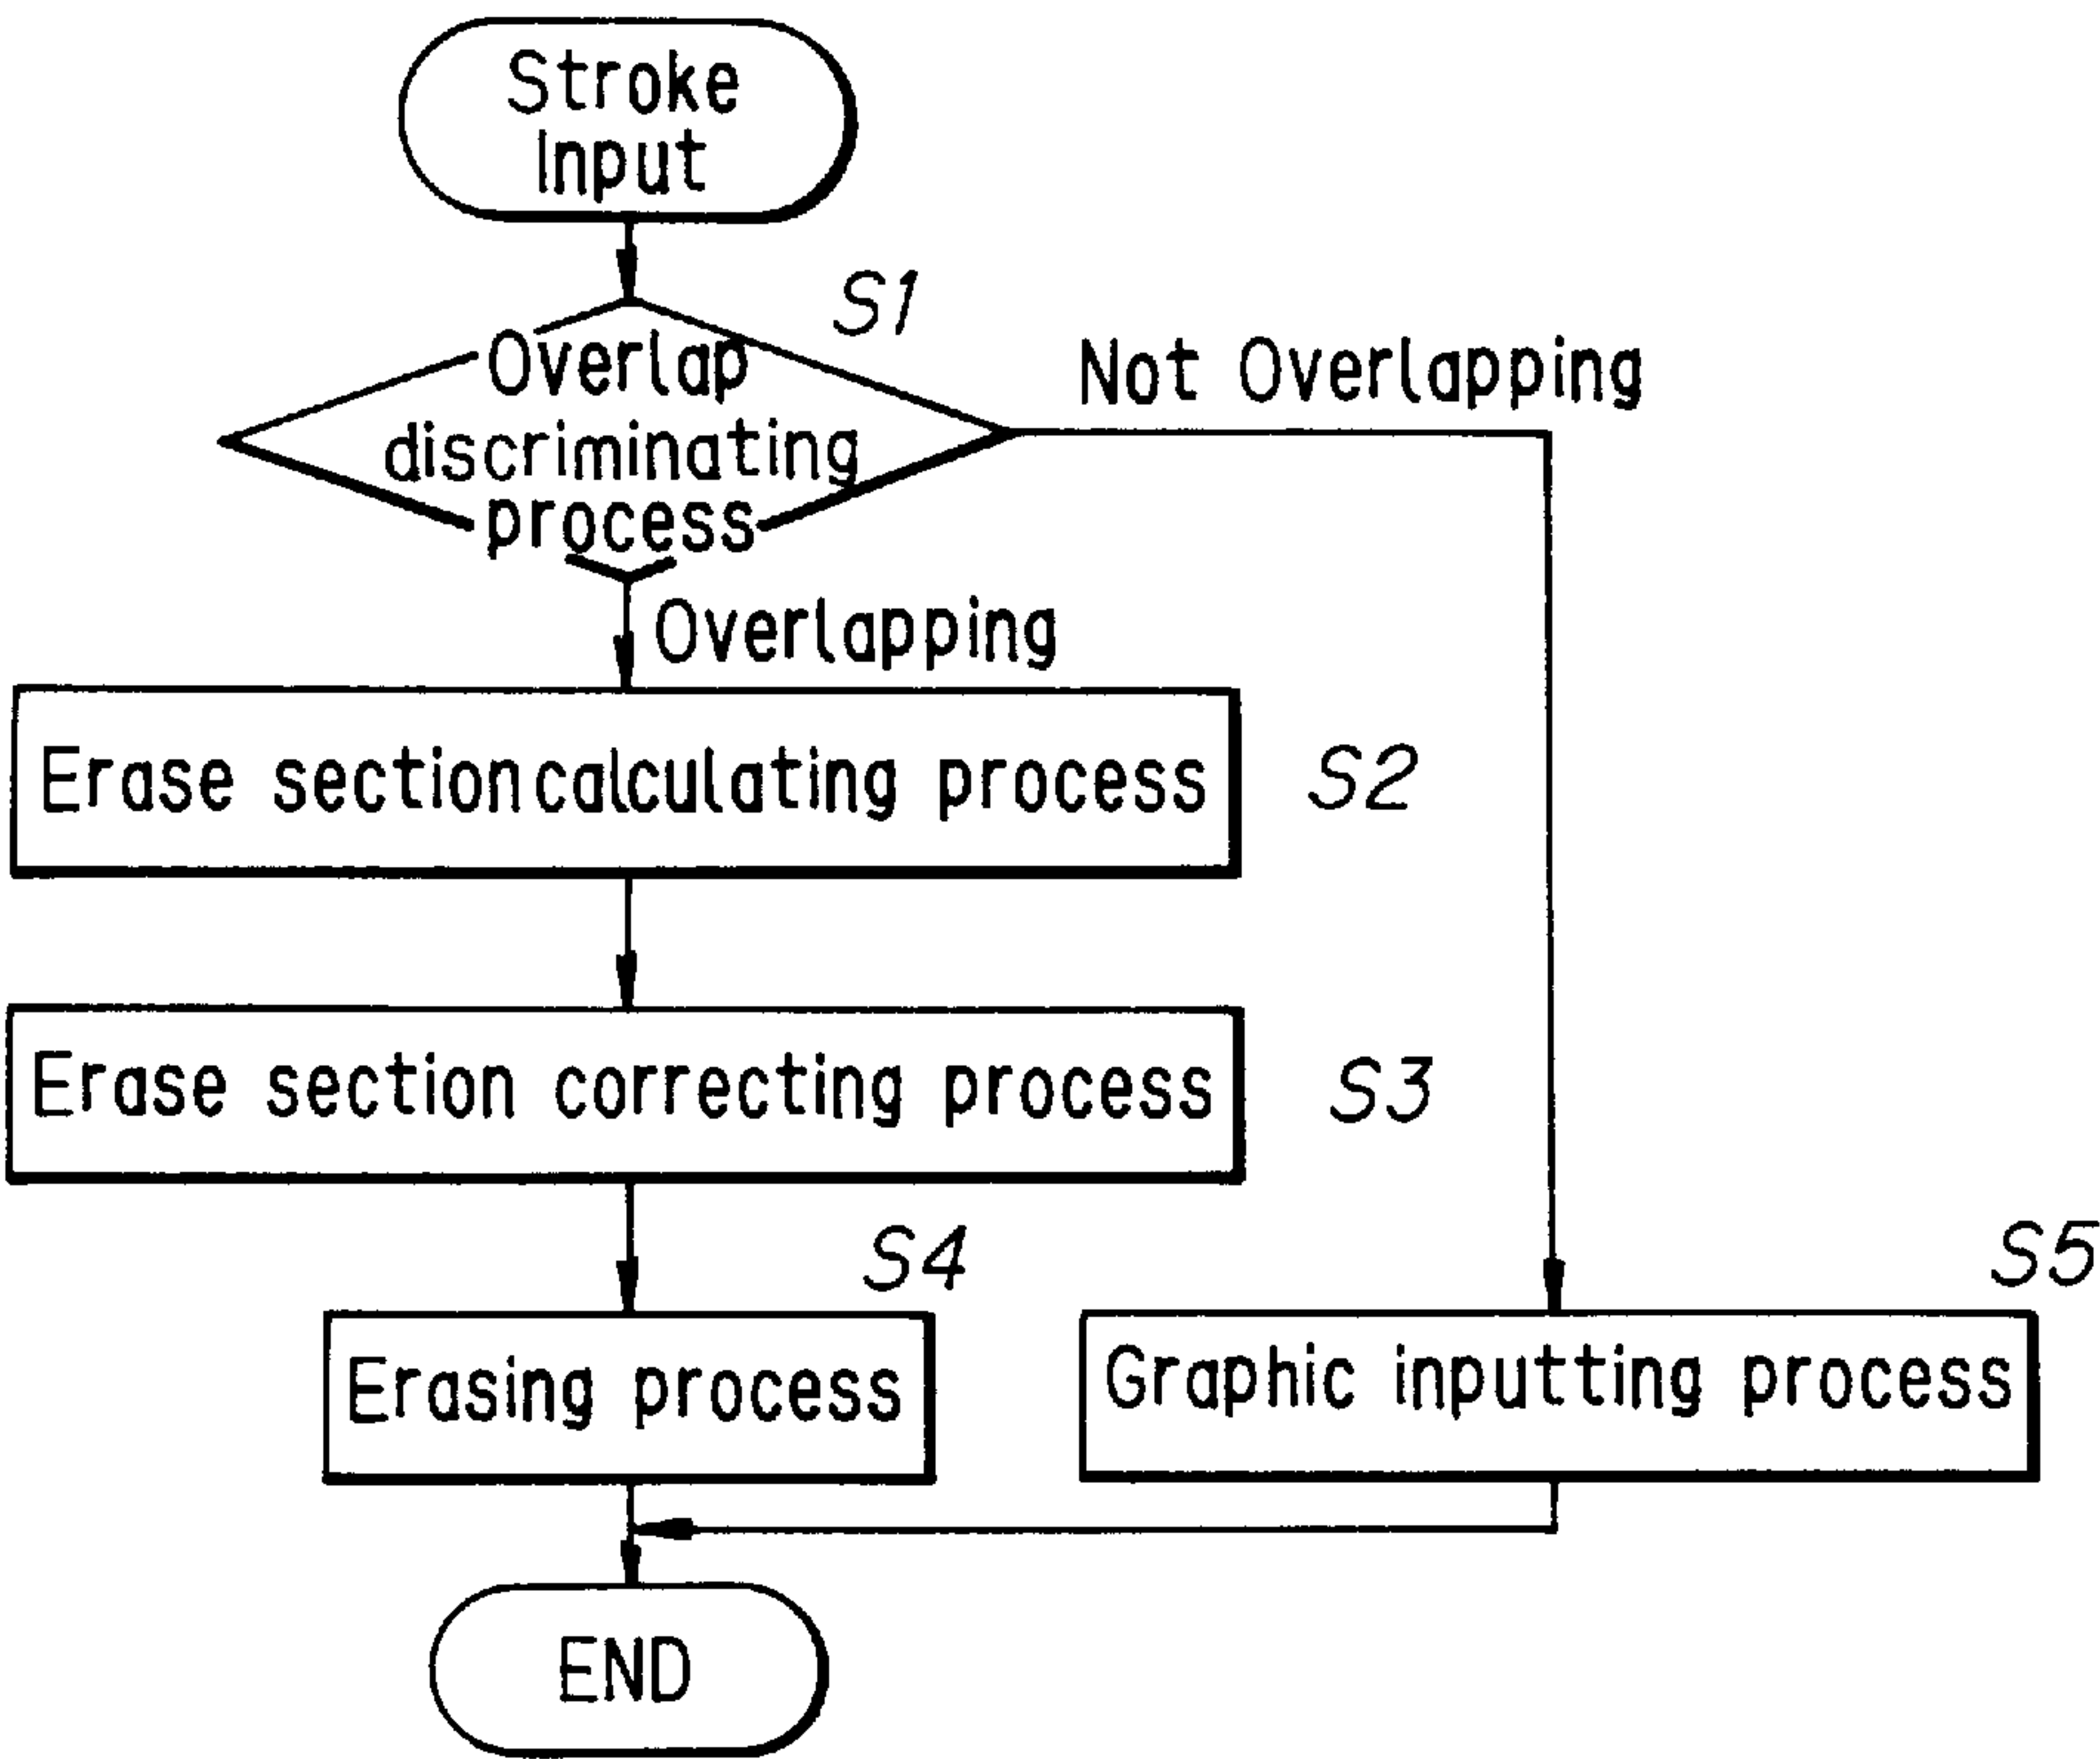 Stroke
Input
S1
Overlap
discriminating
process
Not Overlapping
Overlapping
Erase section calculating process
S2
Erase section correcting process
S3
S4
Erasing process
S5
Graphic inputting process
END